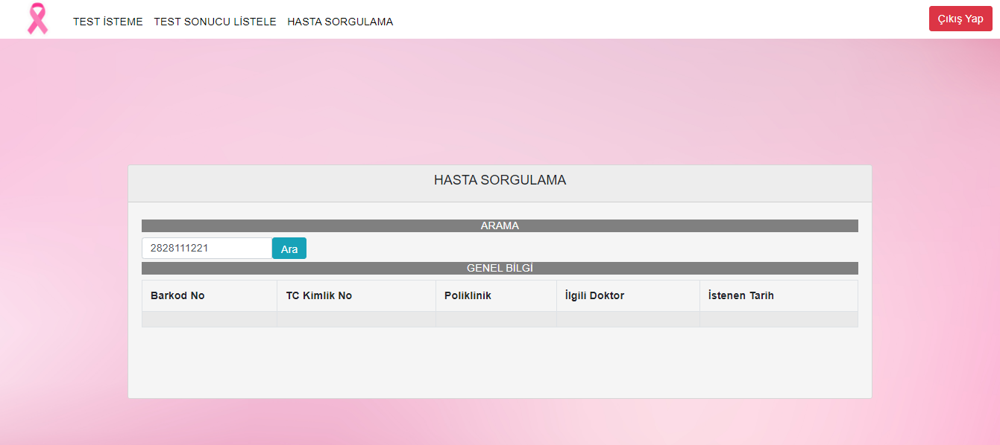 TEST İSTEME TEST SONUCU LİSTELE HASTA SORGULAMA Çıkış Yap
HASTA SORGULAMA
ARAMA
2828111221 Ara
GENEL BİLGİ
Barkod No TC Kimlik No Poliklinik İlgili Doktor İstenen Tarih